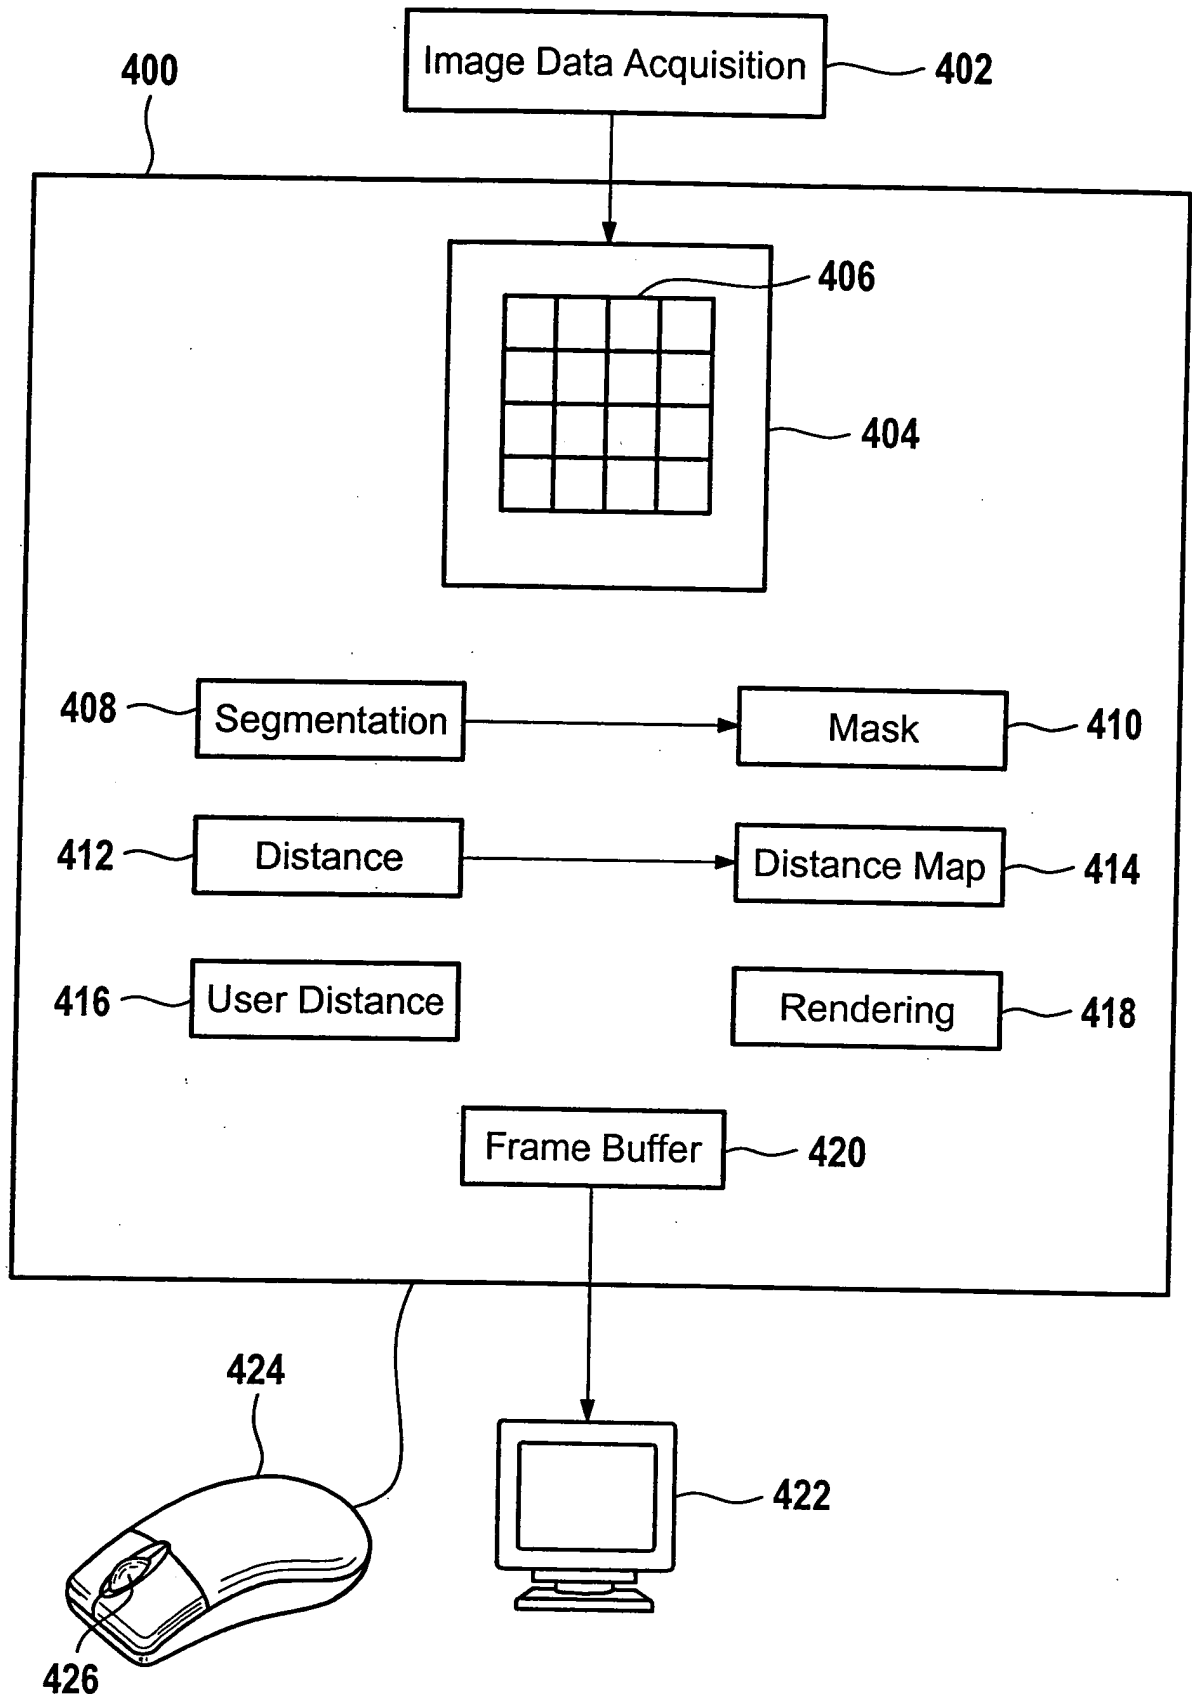 Image Data Acquisition
402
400
406
404
408
Segmentation
Mask
410
412
Distance
Distance Map
414
416
User Distance
Rendering
418
Frame Buffer
420
424
422
426